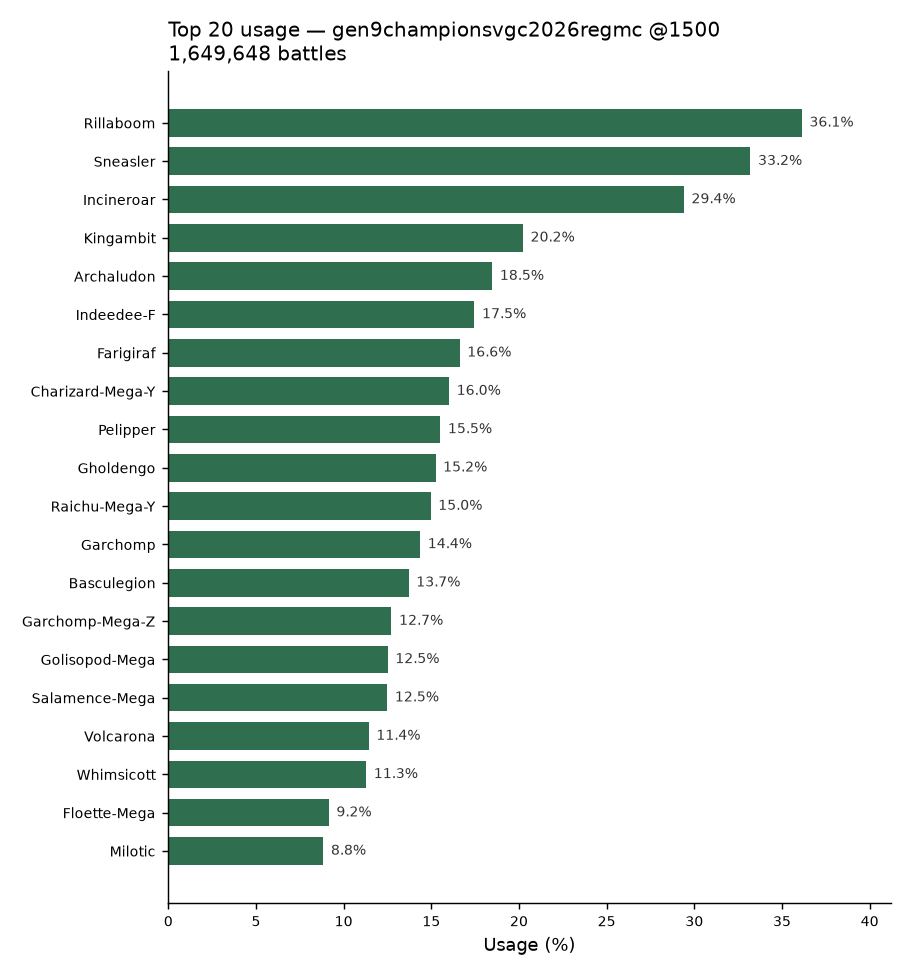 Top 20 usage — gen9championsvgc2026regmc @1500
1,649,648 battles
Rillaboom 36.1%
Sneasler 33.2%
Incineroar 29.4%
Kingambit 20.2%
Archaludon 18.5%
Indeedee-F 17.5%
Farigiraf 16.6%
Charizard-Mega-Y 16.0%
Pelipper 15.5%
Gholdengo 15.2%
Raichu-Mega-Y 15.0%
Garchomp 14.4%
Basculegion 13.7%
Garchomp-Mega-Z 12.7%
Golisopod-Mega 12.5%
Salamence-Mega 12.5%
Volcarona 11.4%
Whimsicott 11.3%
Floette-Mega 9.2%
Milotic 8.8%
0 5 10 15 20 25 30 35 40
Usage (%)